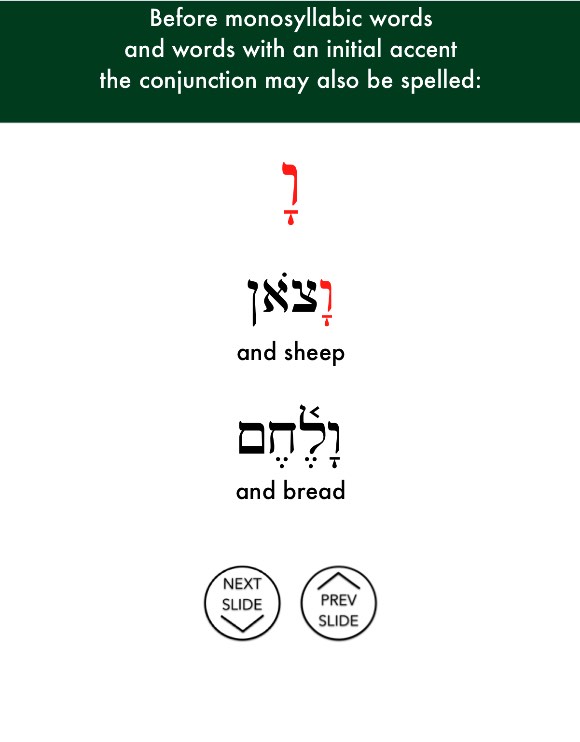 Before monosyllabic words
and words with an initial accent
the conjunction may also be spelled:
וָ
וָצֹאן
and sheep
וָלֶ֫חֶם
and bread
NEXT
SLIDE
PREV
SLIDE